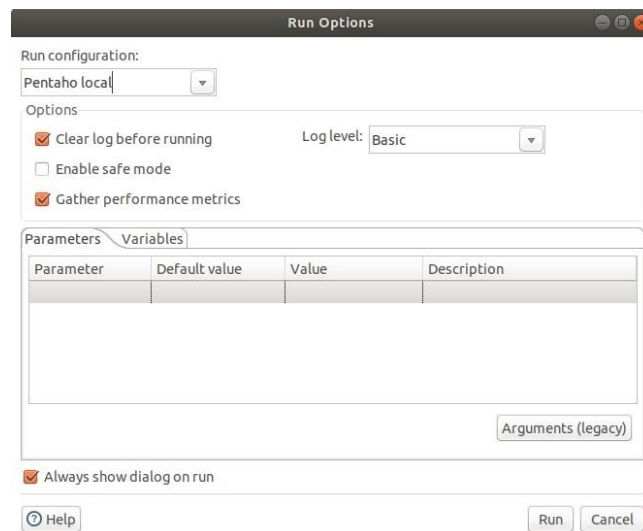 Run Options
Run configuration:
Pentaho local
Options
Clear log before running
Log level: Basic
Enable safe mode
Gather performance metrics
Parameters Variables
Parameter Default value Value Description
Arguments (legacy)
Always show dialog on run
Help Run Cancel